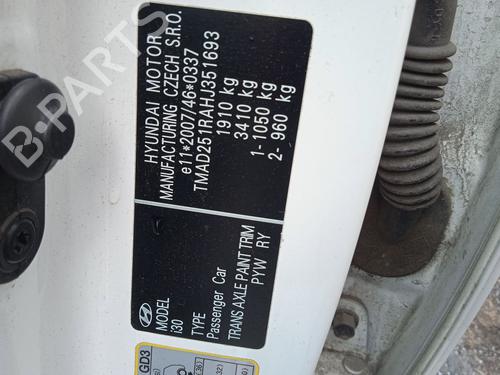 HYUNDAI MOTOR
MANUFACTURING CZECH S.R.O.
e11*2007/46*0337
TMAD251RAHJ351693
1910 kg
3410 kg
1- 1050 kg
2- 960 kg
MODEL
i30
TYPE
Passenger Car
TRANS AXLE PAINT TRIM
PYW RY
GD3
B-PARTS